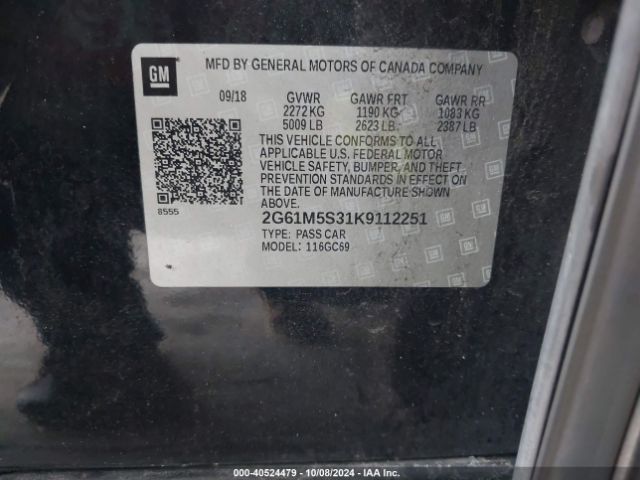 GM
MFD BY GENERAL MOTORS OF CANADA COMPANY
09/18 GVWR GAWR FRT GAWR RR
2272 KG 1190 KG 1083 KG
5009 LB 2623 LB 2387 LB
THIS VEHICLE CONFORMS TO ALL
APPLICABLE U.S. FEDERAL MOTOR
VEHICLE SAFETY, BUMPER, AND THEFT
PREVENTION STANDARDS IN EFFECT ON
THE DATE OF MANUFACTURE SHOWN
ABOVE.
8555
2G61M5S31K9112251
TYPE: PASS CAR
MODEL: 116GC69
000-40524479 - 10/08/2024 - IAA Inc.